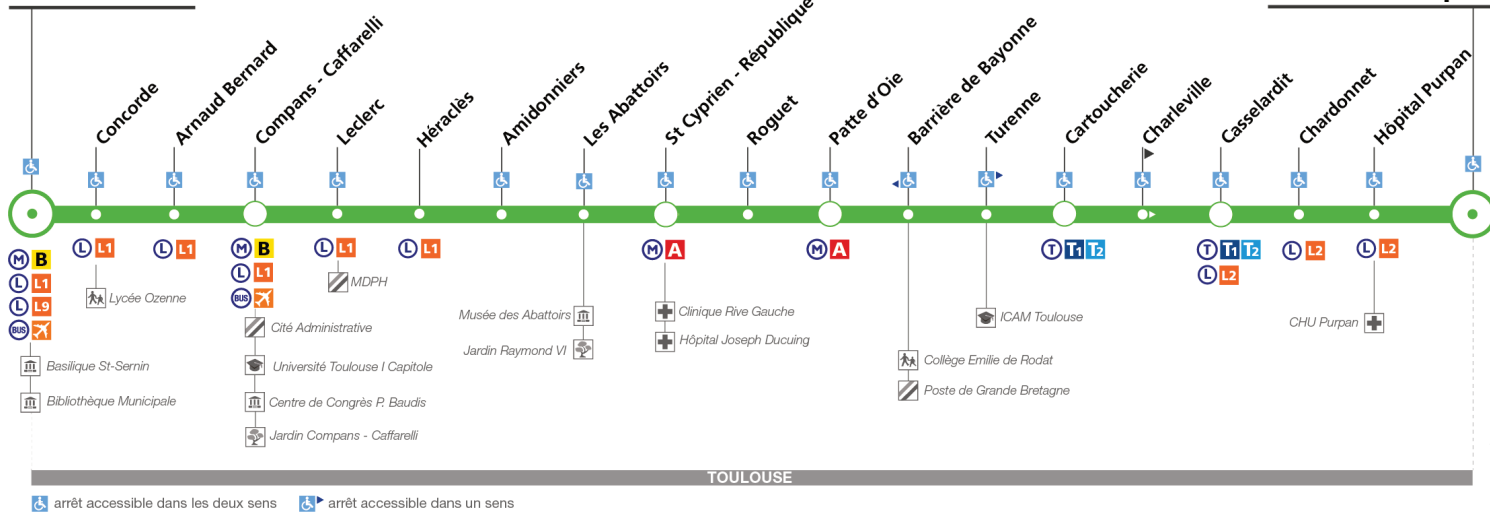 Concorde
Arnaud Bernard
Compans - Caffarelli
Leclerc
Héraclès
Amidonniers
Les Abattoirs
St Cyprien - République
Roguet
Patte d'Oie
Barrière de Bayonne
Turenne
Cartoucherie
Charleville
Casselardit
Chardonnet
Hôpital Purpan
M B
L L1
L L9
BUS
Basilique St-Sernin
Bibliothèque Municipale
L L1
Lycée Ozenne
L L1
M B
L L1
BUS
Cité Administrative
Université Toulouse I Capitole
Centre de Congrès P. Baudis
Jardin Compans - Caffarelli
L L1
MDPH
L L1
Musée des Abattoirs
Jardin Raymond VI
M A
Clinique Rive Gauche
Hôpital Joseph Ducuing
M A
Collège Emilie de Rodat
Poste de Grande Bretagne
ICAM Toulouse
T T1 T2
T T1 T2
L L2
L L2
L L2
CHU Purpan
TOULOUSE
arrêt accessible dans les deux sens
arrêt accessible dans un sens